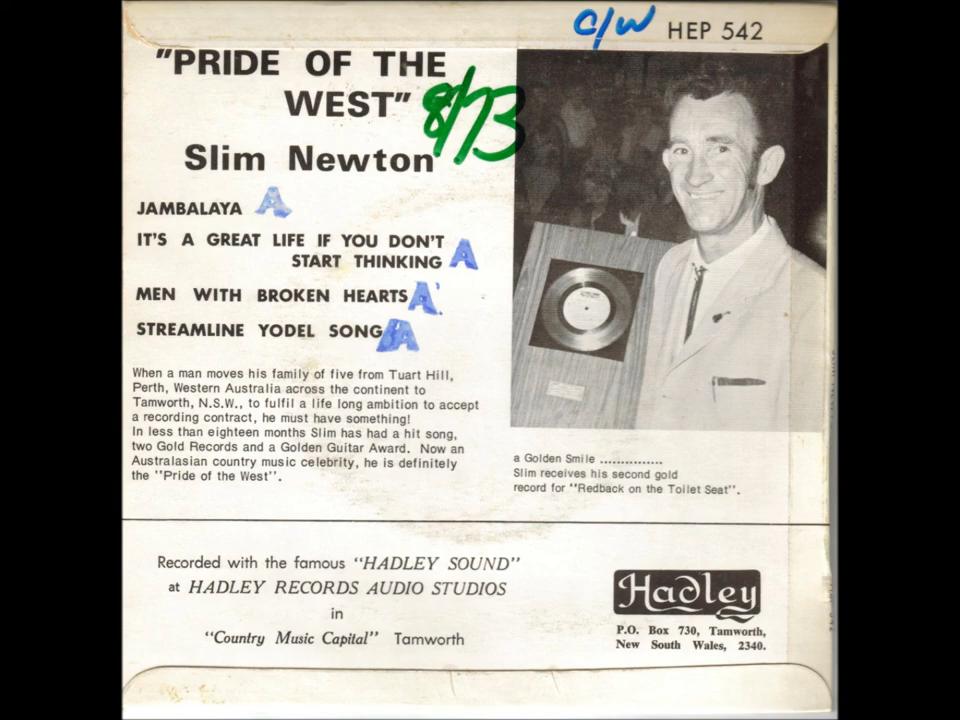 C/W HEP 542
"PRIDE OF THE
WEST"
8/73
Slim Newton
JAMBALAYA A
IT'S A GREAT LIFE IF YOU DON'T
START THINKING A
MEN WITH BROKEN HEARTS A
STREAMLINE YODEL SONG A
When a man moves his family of five from Tuart Hill,
Perth, Western Australia across the continent to
Tamworth, N.S.W., to fulfil a life long ambition to accept
a recording contract, he must have something!
In less than eighteen months Slim has had a hit song,
two Gold Records and a Golden Guitar Award. Now an
Australasian country music celebrity, he is definitely
the "Pride of the West".
a Golden Smile ...............
Slim receives his second gold
record for "Redback on the Toilet Seat".
Recorded with the famous "HADLEY SOUND"
at HADLEY RECORDS AUDIO STUDIOS
in
"Country Music Capital" Tamworth
Hadley
P.O. Box 730, Tamworth,
New South Wales, 2340.